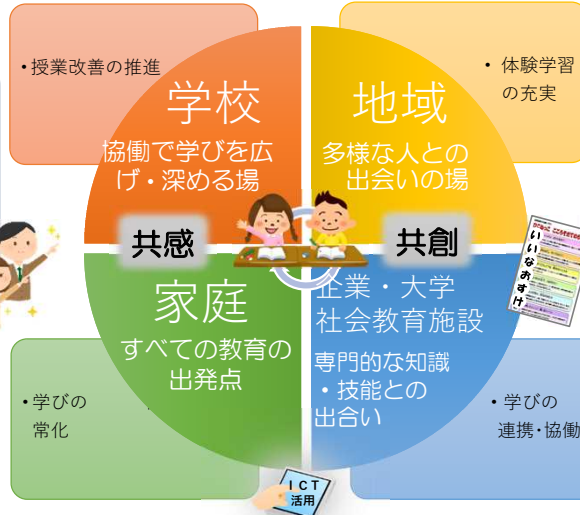 ・授業改善の推進
学校
協働で学びを広
げ・深める場
地域
多様な人との
出会いの場
・体験学習
の充実
共感
共創
いいなおすけ
家庭
すべての教育の
出発点
企業・大学
社会教育施設
専門的な知識
・技能との
出合い
・学びの
常化
・学びの
連携・協働
ICT
活用